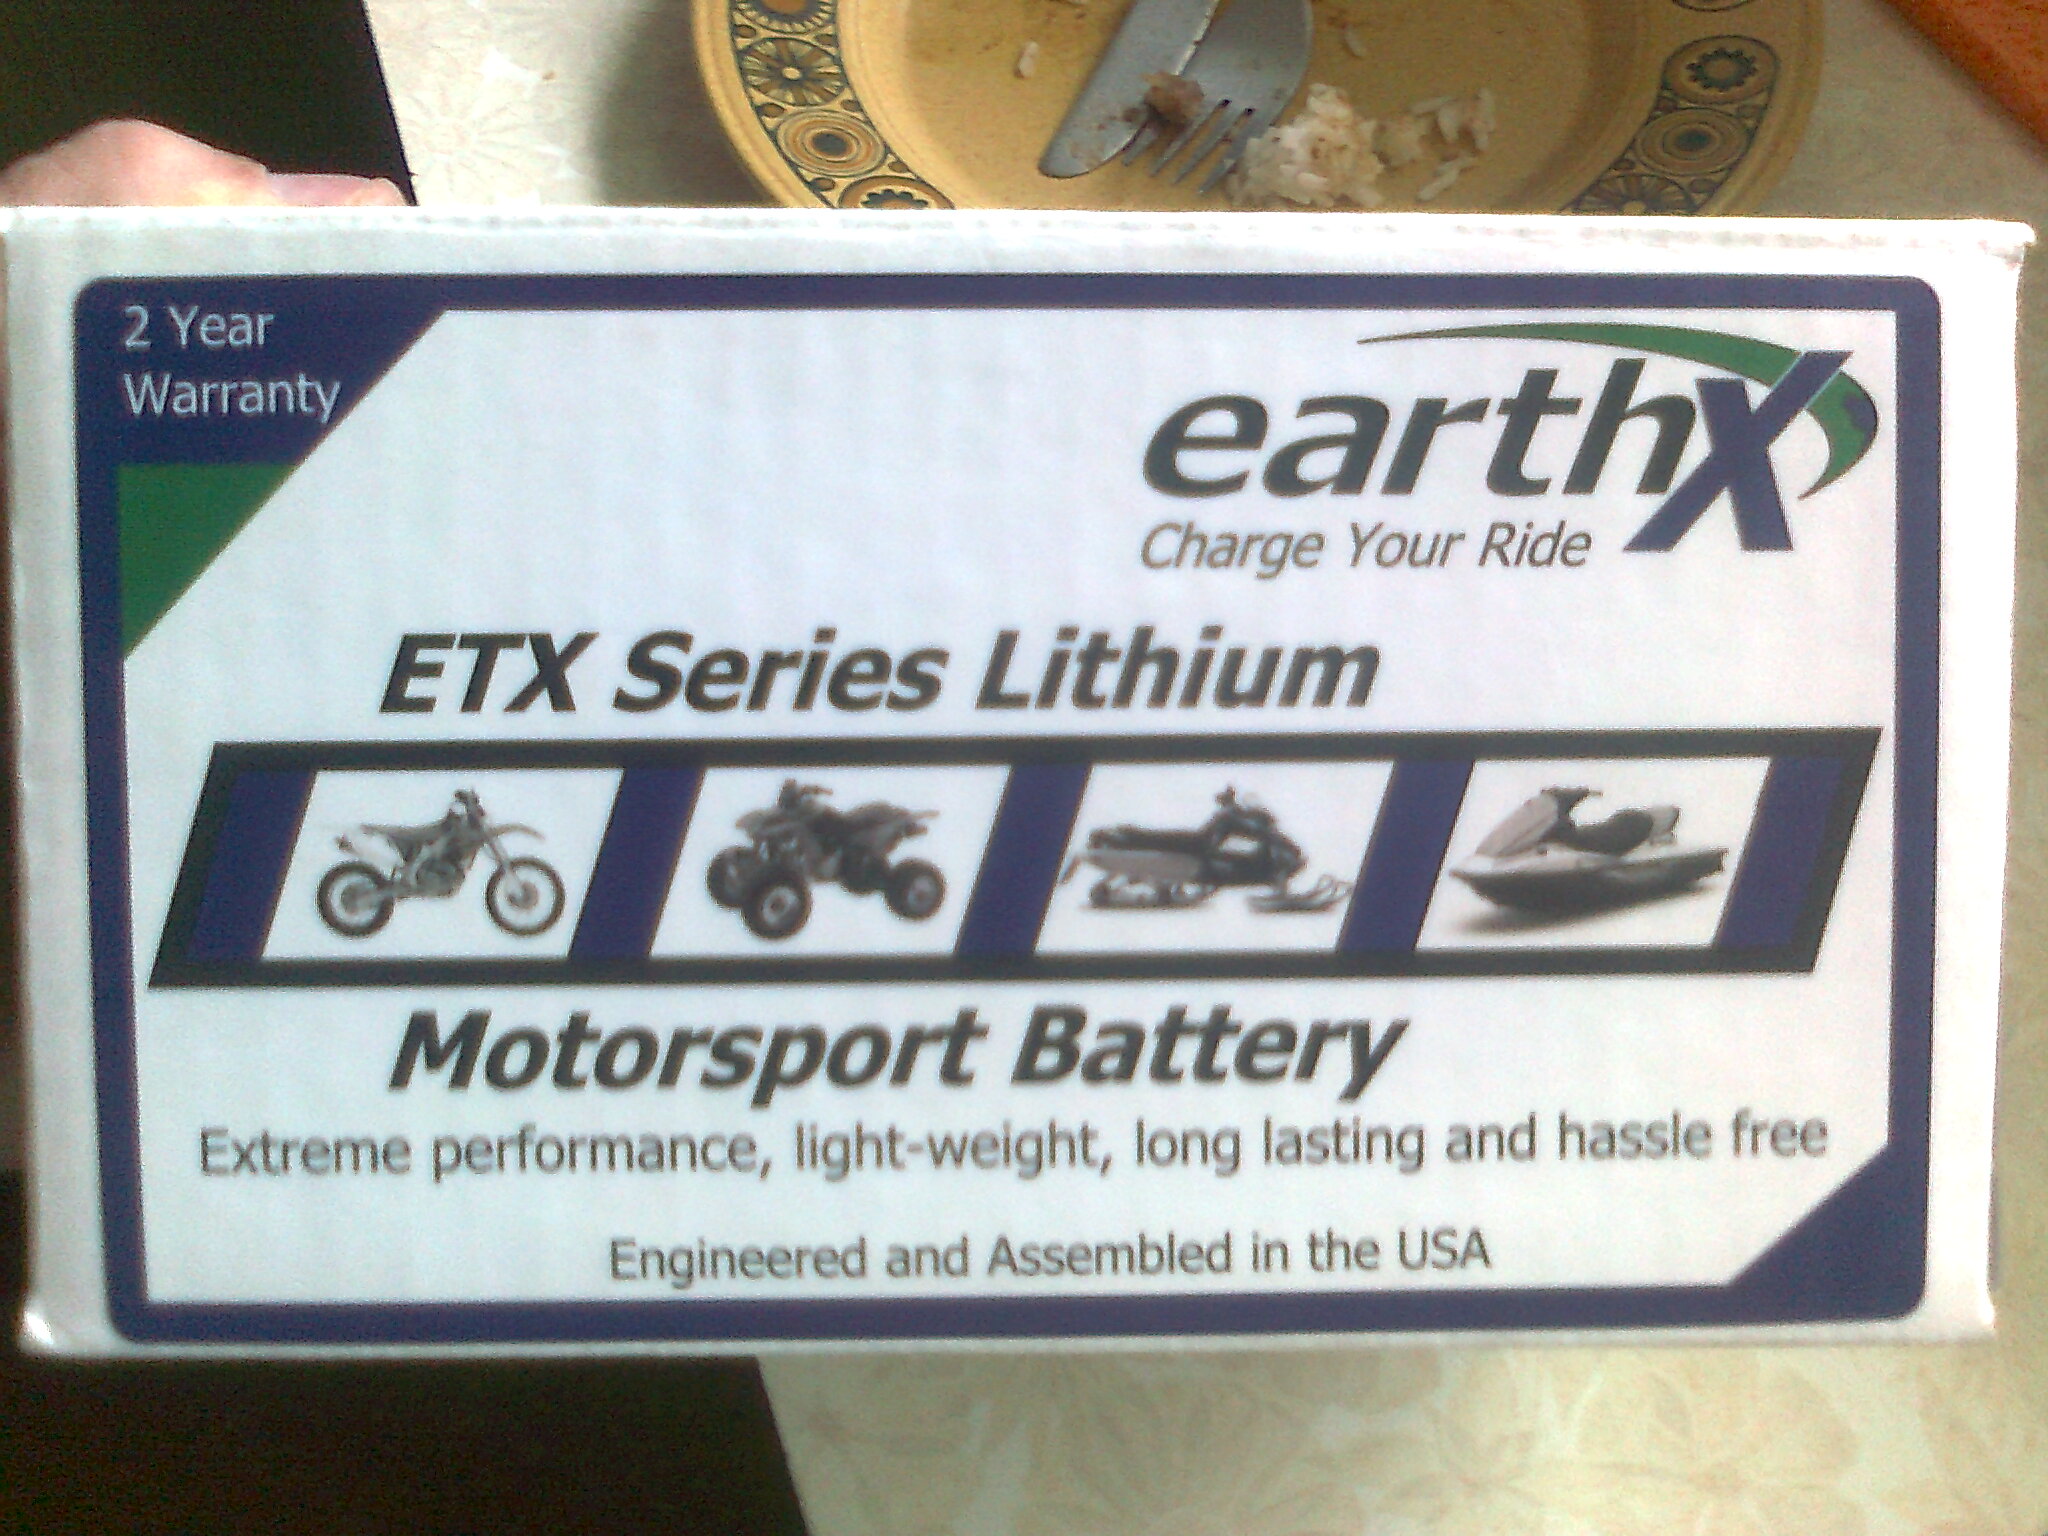 2 Year
Warranty
earthX
Charge Your Ride
ETX Series Lithium
Motorsport Battery
Extreme performance, light-weight, long lasting and hassle free
Engineered and Assembled in the USA